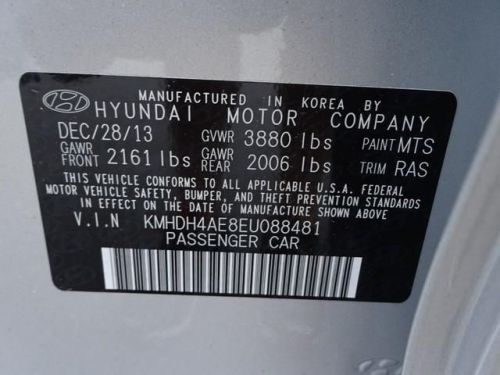 MANUFACTURED IN KOREA BY
HYUNDAI MOTOR COMPANY
DEC/28/13 GVWR 3880 lbs PAINT MTS
GAWR FRONT 2161 lbs GAWR REAR 2006 lbs TRIM RAS
THIS VEHICLE CONFORMS TO ALL APPLICABLE U.S.A. FEDERAL
MOTOR VEHICLE SAFETY, BUMPER, AND THEFT PREVENTION STANDARDS
IN EFFECT ON THE DATE OF MANUFACTURE SHOWN ABOVE
V.I.N KMHDH4AE8EU088481
PASSENGER CAR